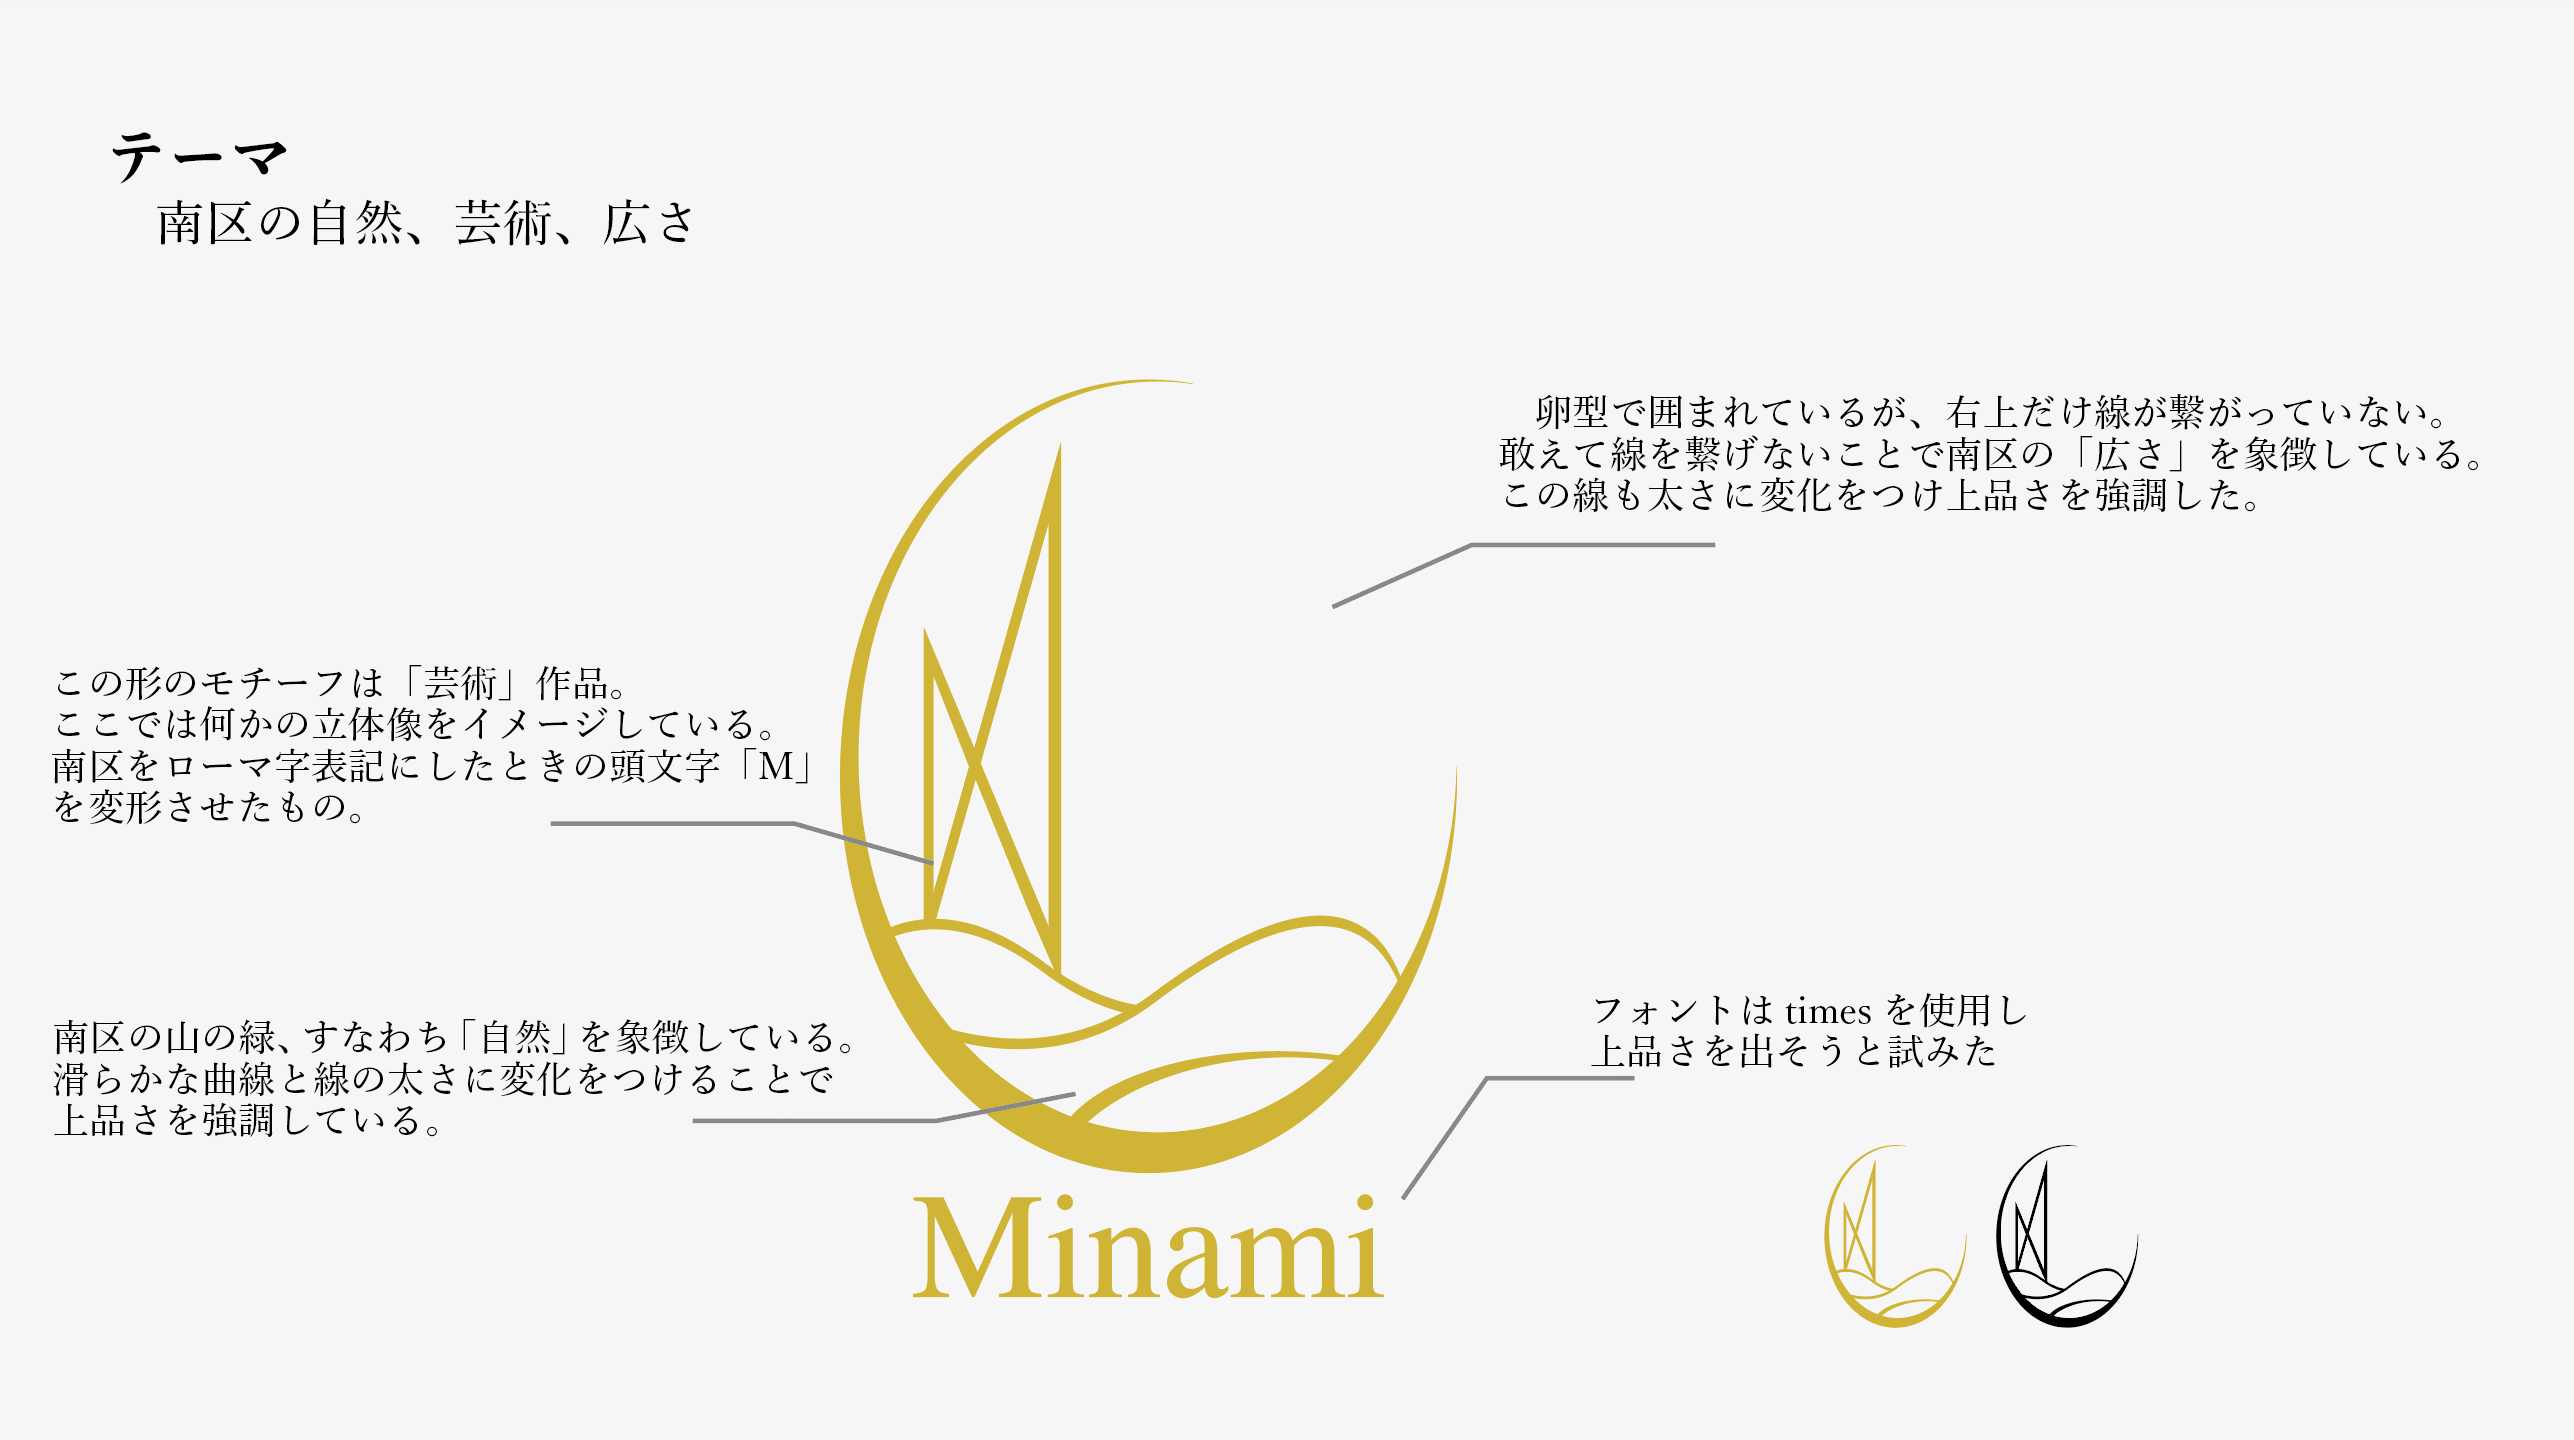 テーマ
南区の自然、芸術、広さ
卵型で囲まれているが、右上だけ線が繋がっていない。
敢えて線を繋げないことで南区の「広さ」を象徴している。
この線も太さに変化をつけ上品さを強調した。
この形のモチーフは「芸術」作品。
ここでは何かの立体像をイメージしている。
南区をローマ字表記にしたときの頭文字「M」
を変形させたもの。
南区の山の緑、すなわち「自然」を象徴している。
滑らかな曲線と線の太さに変化をつけることで
上品さを強調している。
フォントは times を使用し
上品さを出そうと試みた
Minami